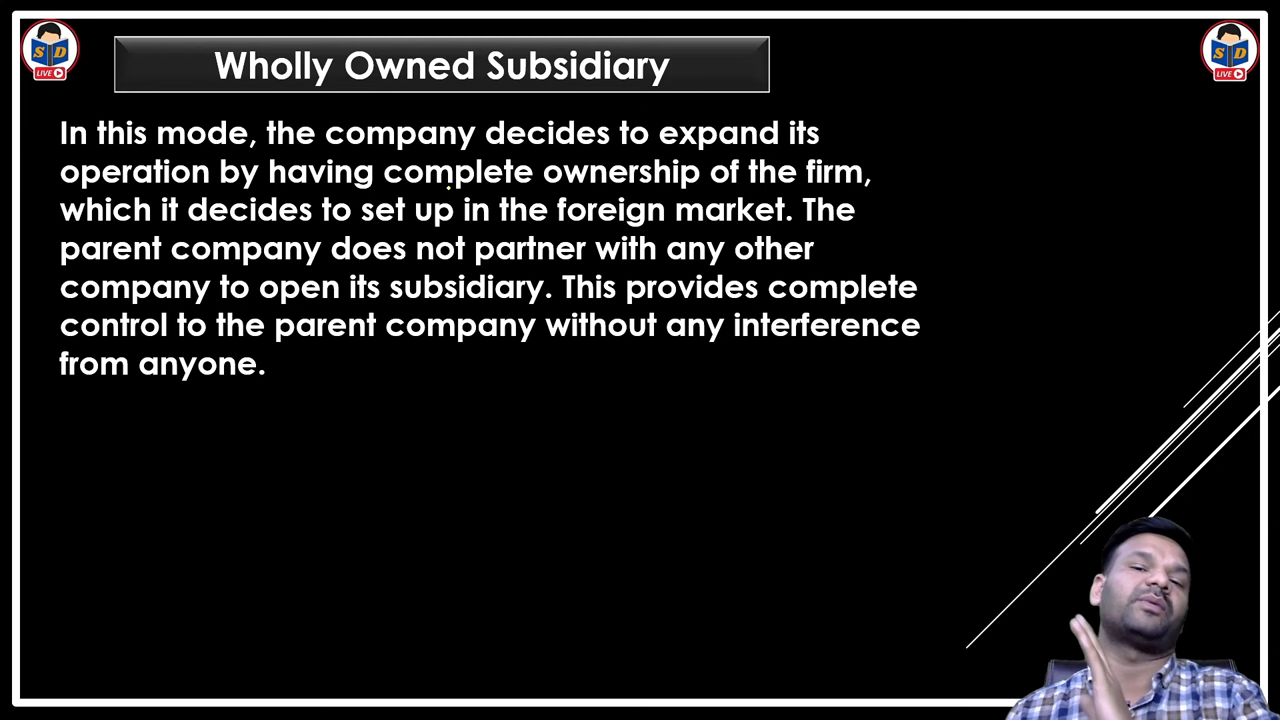 S D
LIVE
S D
LIVE
Wholly Owned Subsidiary
In this mode, the company decides to expand its
operation by having complete ownership of the firm,
which it decides to set up in the foreign market. The
parent company does not partner with any other
company to open its subsidiary. This provides complete
control to the parent company without any interference
from anyone.